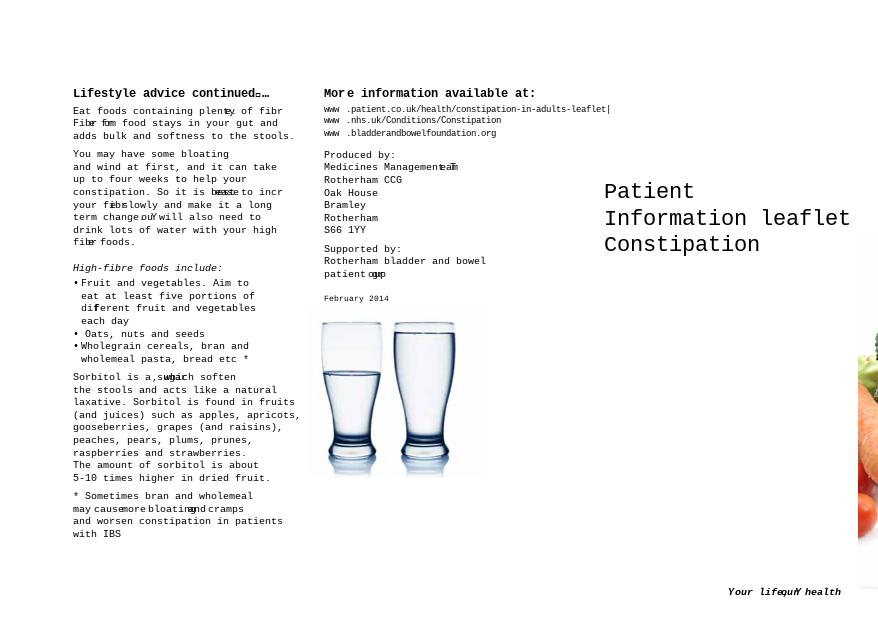 Lifestyle advice continued…
Eat foods containing plenty of fibr
Fibre from food stays in your gut and
adds bulk and softness to the stools.
You may have some bloating
and wind at first, and it can take
up to four weeks to help your
constipation. So it is best to incr
your fibre slowly and make it a long
term change. You will also need to
drink lots of water with your high
fibre foods.
High-fibre foods include:
• Fruit and vegetables. Aim to
eat at least five portions of
different fruit and vegetables
each day
• Oats, nuts and seeds
• Wholegrain cereals, bran and
wholemeal pasta, bread etc *
Sorbitol is a sugar, which soften
the stools and acts like a natural
laxative. Sorbitol is found in fruits
(and juices) such as apples, apricots,
gooseberries, grapes (and raisins),
peaches, pears, plums, prunes,
raspberries and strawberries.
The amount of sorbitol is about
5-10 times higher in dried fruit.
* Sometimes bran and wholemeal
may cause more bloating and cramps
and worsen constipation in patients
with IBS
More information available at:
www.patient.co.uk/health/constipation-in-adults-leaflet|
www.nhs.uk/Conditions/Constipation
www.bladderandbowelfoundation.org
Produced by:
Medicines Management Team
Rotherham CCG
Oak House
Bramley
Rotherham
S66 1YY
Supported by:
Rotherham bladder and bowel
patient group
February 2014
Patient
Information leaflet
Constipation
Your life, Your health